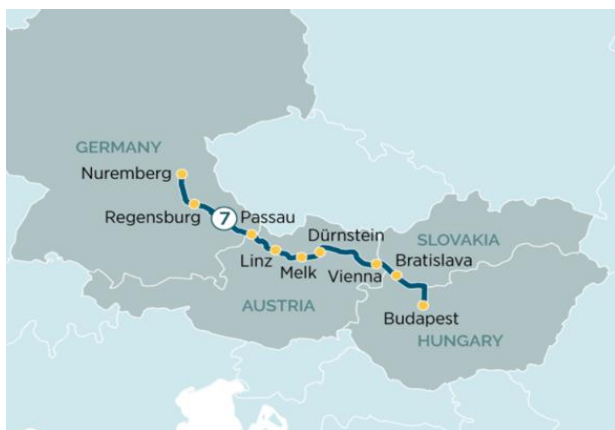 GERMANY
Nuremberg
Regensburg
7
Passau
Dürnstein
SLOVAKIA
Linz
Melk
Vienna
Bratislava
AUSTRIA
Budapest
HUNGARY